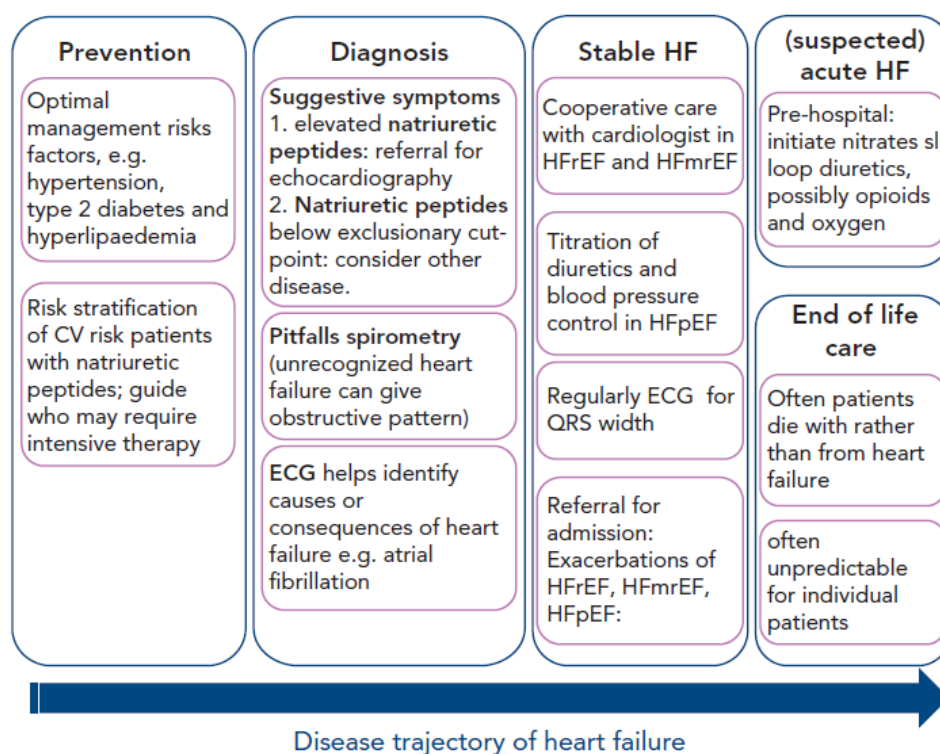 Prevention
Optimal
management risks
factors, e.g.
hypertension,
type 2 diabetes and
hyperlipaedemia
Risk stratification
of CV risk patients
with natriuretic
peptides; guide
who may require
intensive therapy
Diagnosis
Suggestive symptoms
1. elevated natriuretic
peptides: referral for
echocardiography
2. Natriuretic peptides
below exclusionary cut-
point: consider other
disease.
Pitfalls spirometry
(unrecognized heart
failure can give
obstructive pattern)
ECG helps identify
causes or
consequences of heart
failure e.g. atrial
fibrillation
Stable HF
Cooperative care
with cardiologist in
HFrEF and HFmrEF
Titration of
diuretics and
blood pressure
control in HFpEF
Regularly ECG for
QRS width
Referral for
admission:
Exacerbations of
HFrEF, HFmrEF,
HFpEF:
(suspected)
acute HF
Pre-hospital:
initiate nitrates sl
loop diuretics,
possibly opioids
and oxygen
End of life
care
Often patients
die with rather
than from heart
failure
often
unpredictable
for individual
patients
Disease trajectory of heart failure